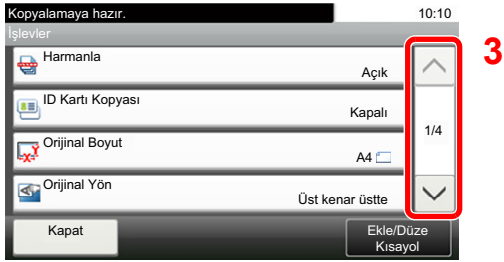 Kopyalamaya hazır.
10:10
İşlevler
3
Harmanla
Açık
ID Kartı Kopyası
Kapalı
1/4
Orijinal Boyut
A4
Orijinal Yön
Üst kenar üstte
Kapat
Ekle/Düze
Kısayol